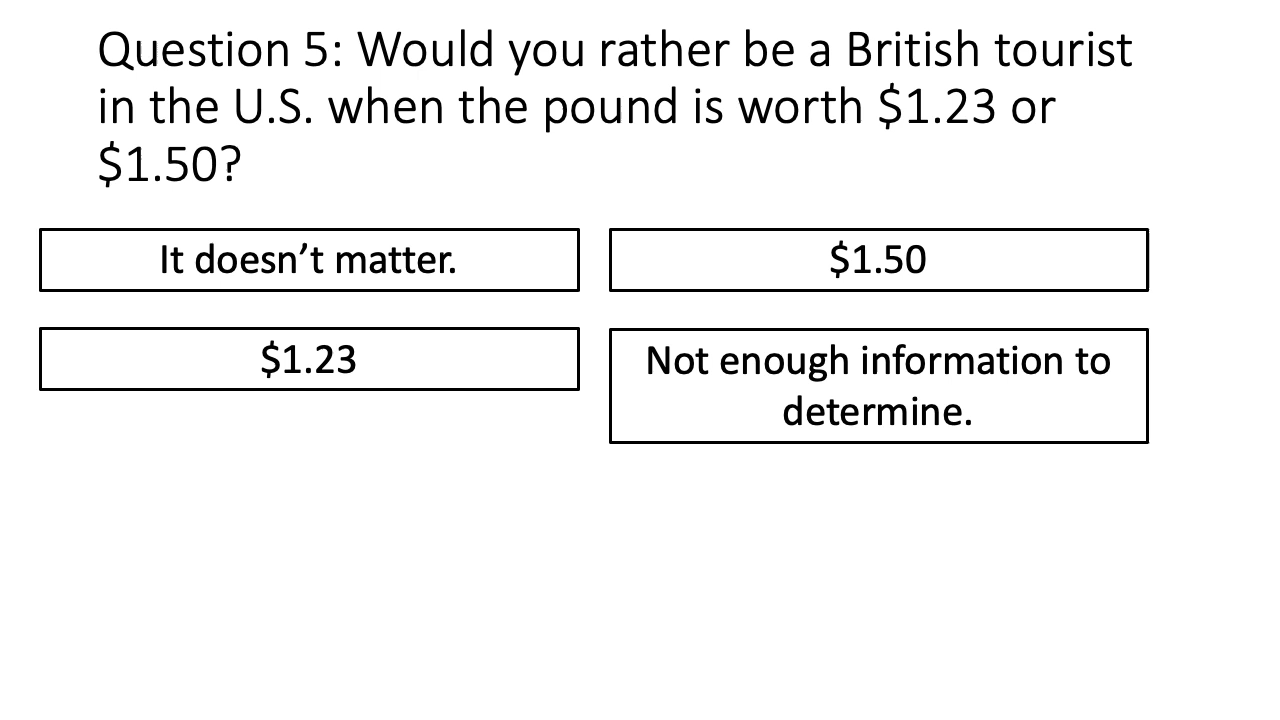 Question 5: Would you rather be a British tourist
in the U.S. when the pound is worth $1.23 or
$1.50?
It doesn’t matter.
$1.50
$1.23
Not enough information to
determine.